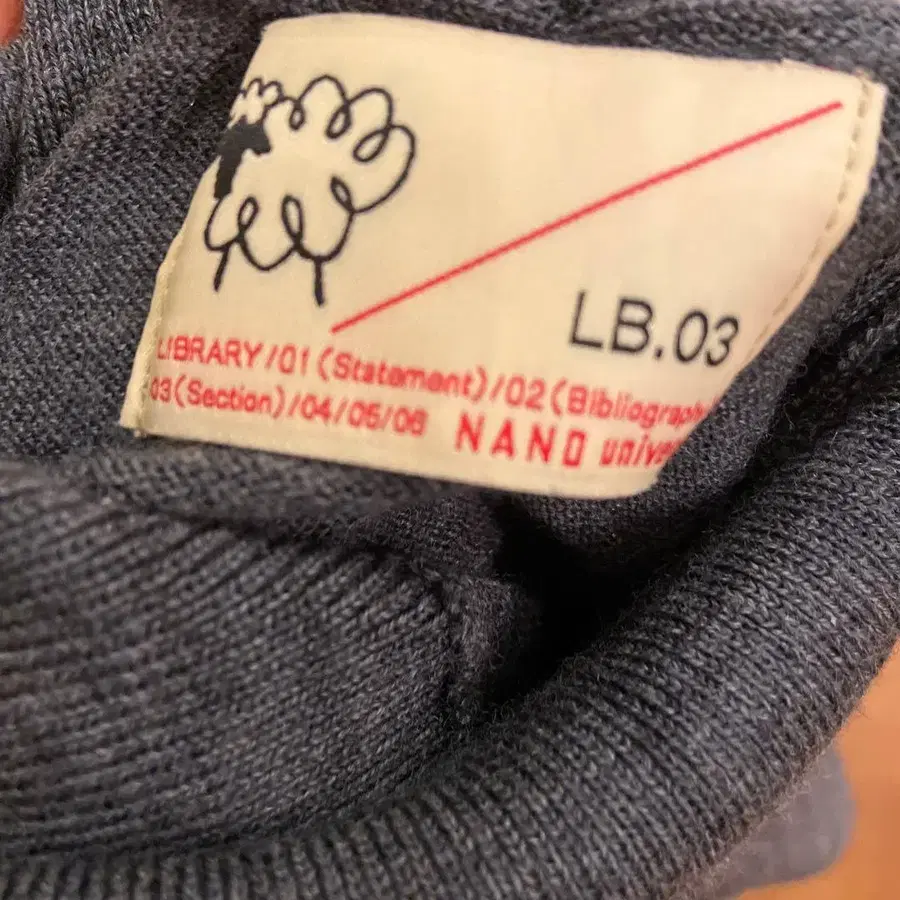 LB.03
LIBRARY/01(Statement)/02(Bibliograph
03(Section)/04/05/06 NANO univer